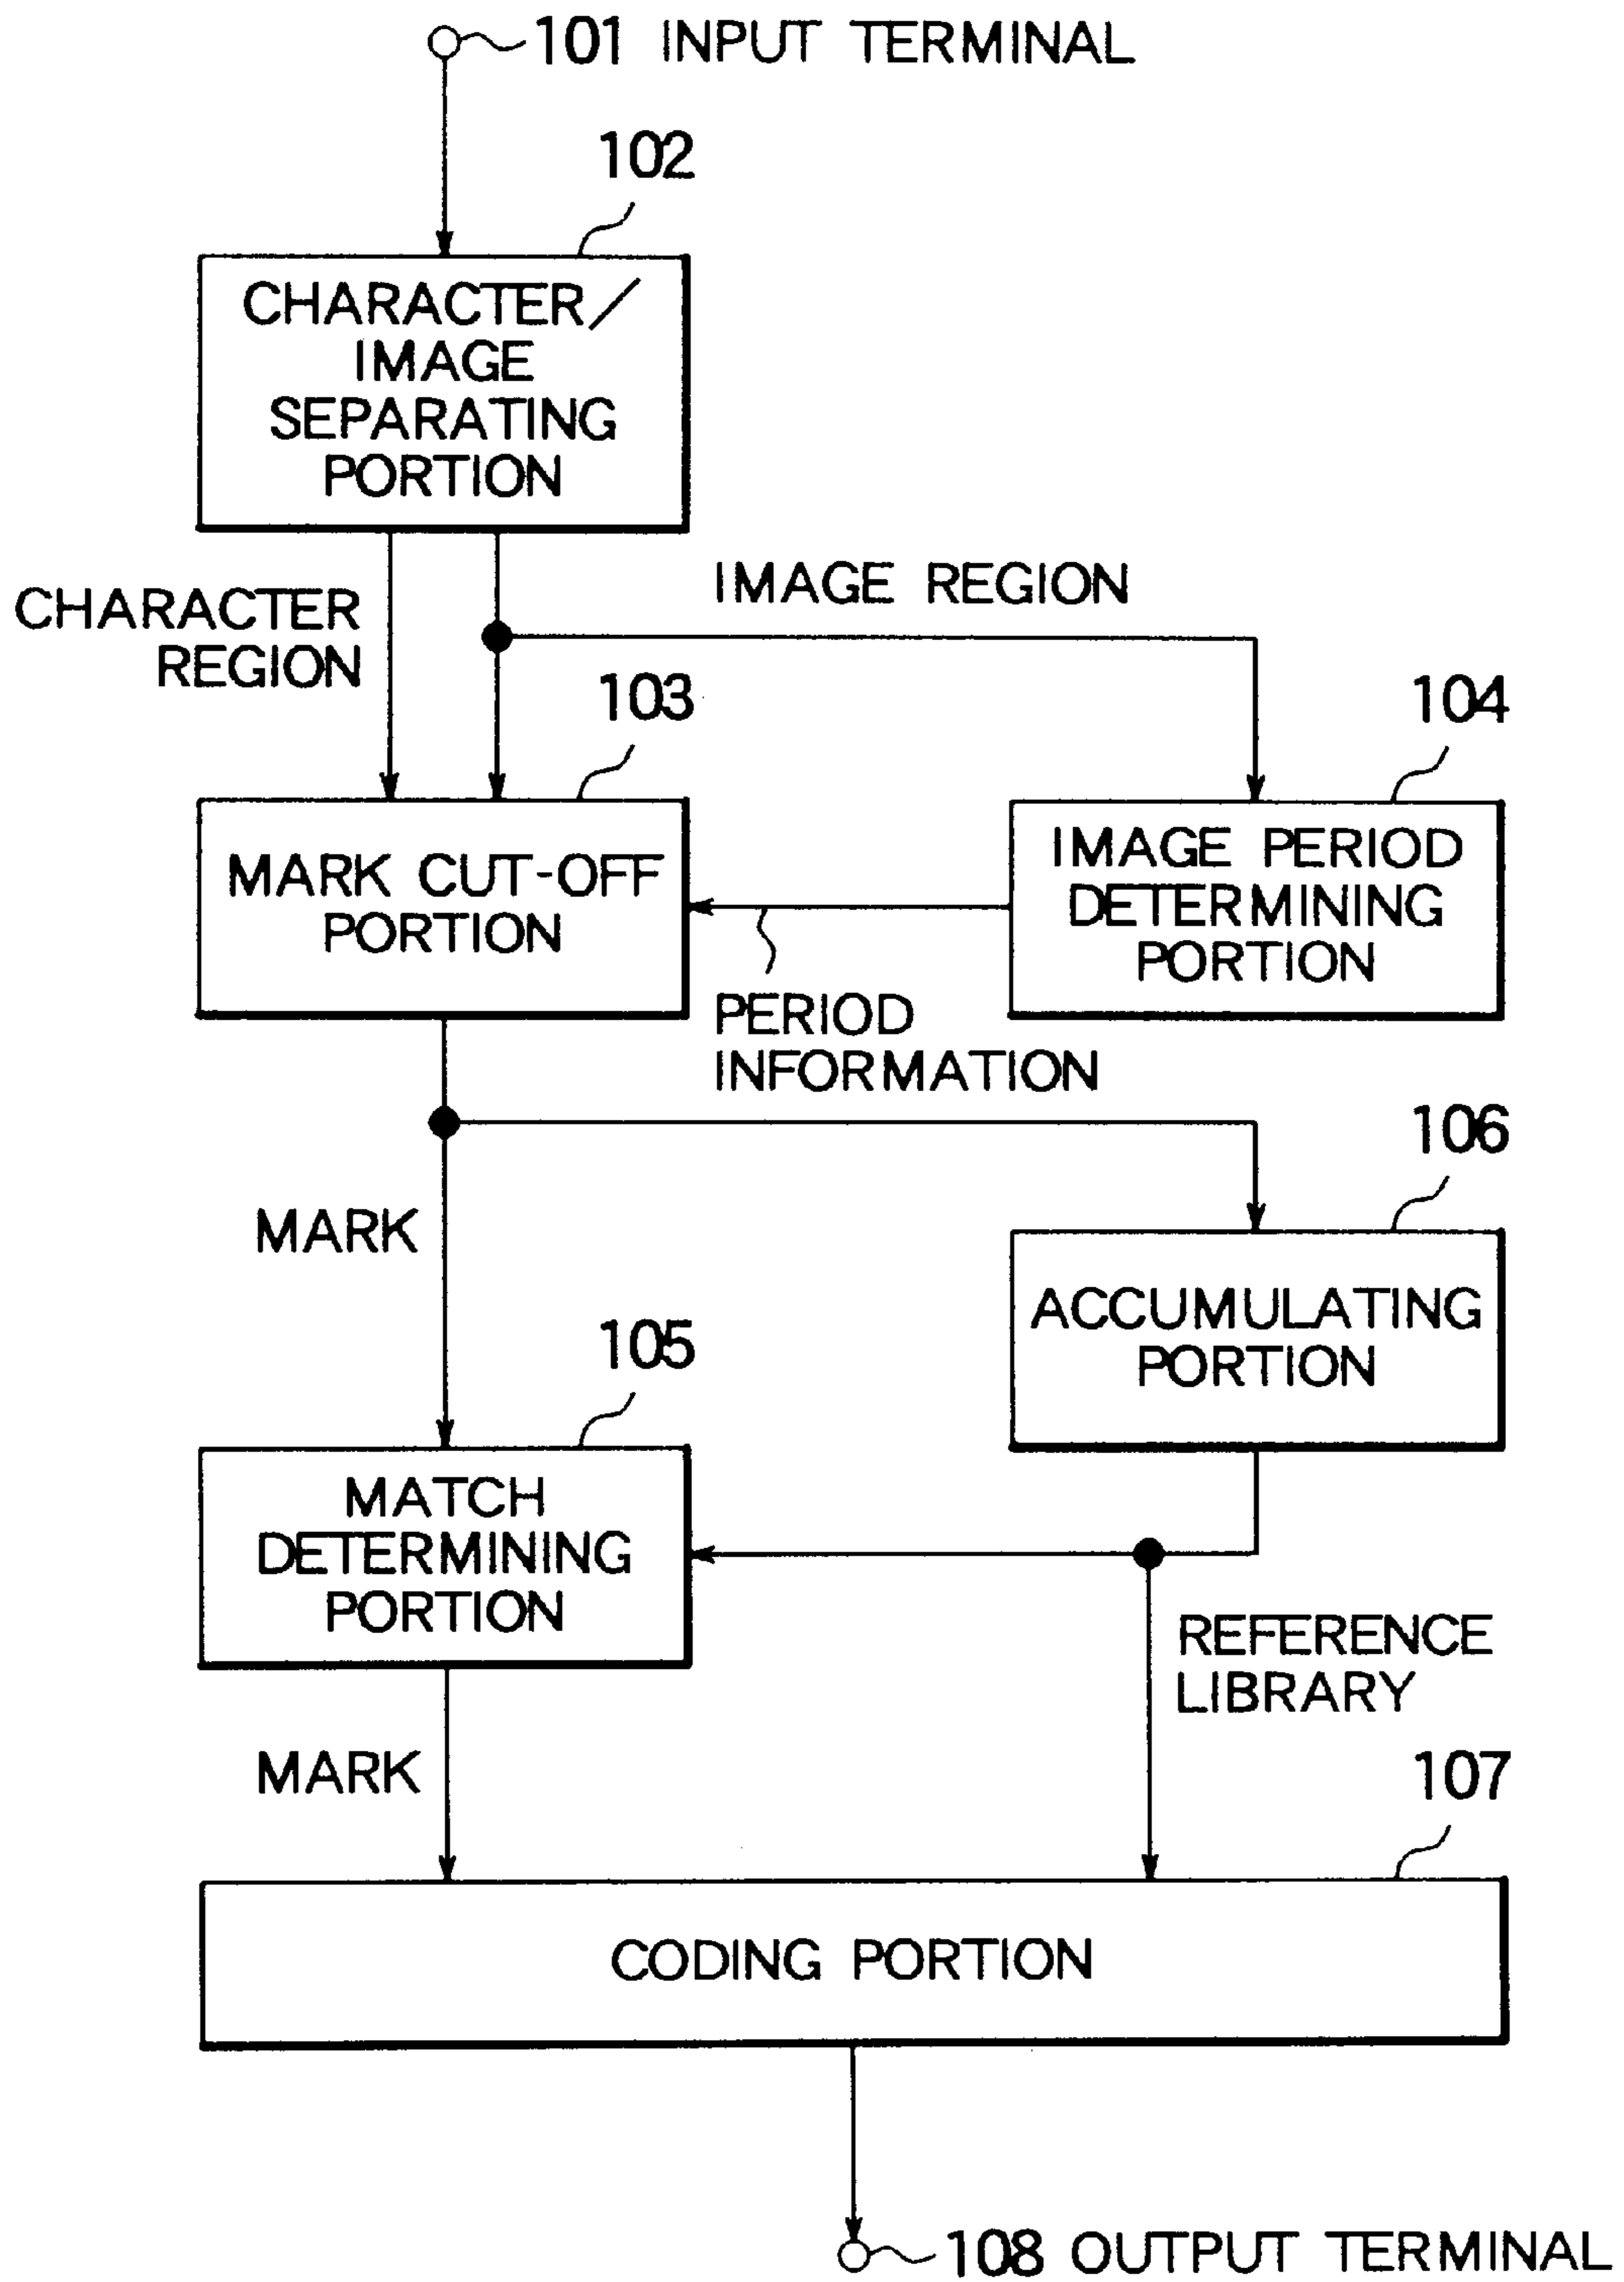 101 INPUT TERMINAL
102
CHARACTER/
IMAGE
SEPARATING
PORTION
CHARACTER
REGION
IMAGE REGION
103
104
MARK CUT-OFF
PORTION
IMAGE PERIOD
DETERMINING
PORTION
PERIOD
INFORMATION
106
MARK
ACCUMULATING
PORTION
105
MATCH
DETERMINING
PORTION
REFERENCE
LIBRARY
MARK
107
CODING PORTION
108 OUTPUT TERMINAL